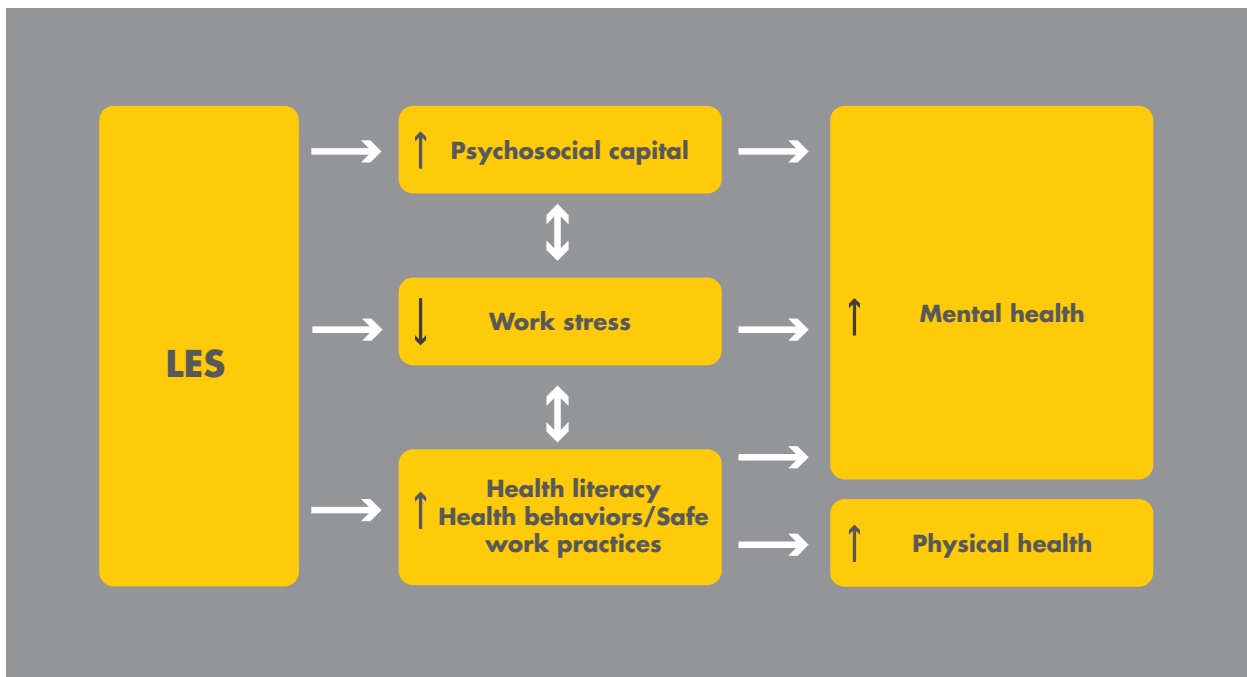 LES
Psychosocial capital
Work stress
Health literacy
Health behaviors/Safe
work practices
Mental health
Physical health